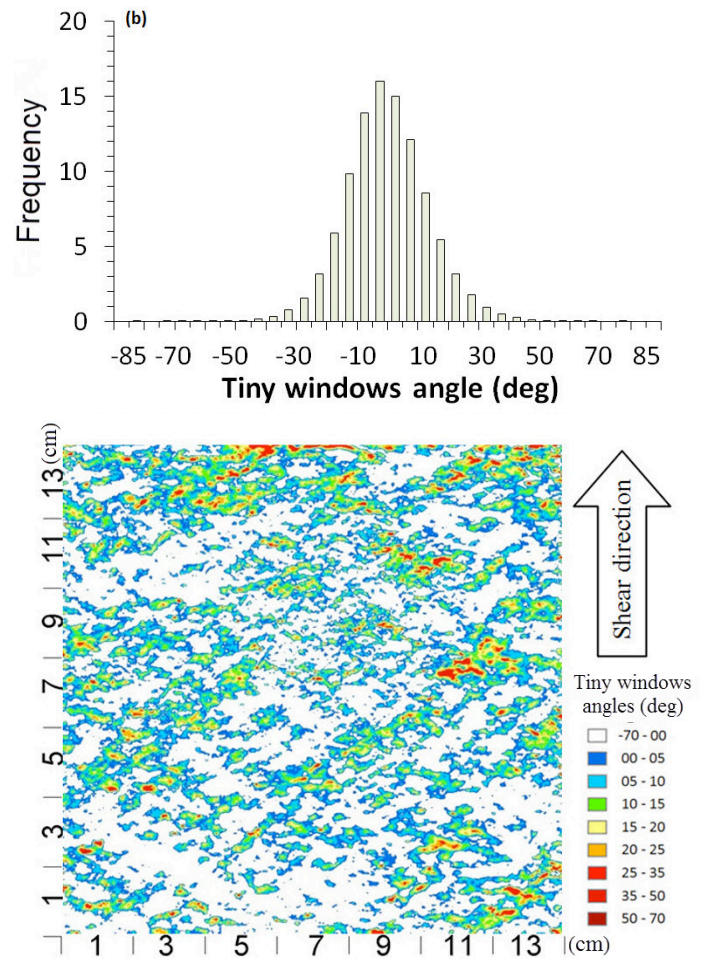 (b)
20
15
10
5
0
Frequency
-85 -70 -50 -30 -10 10 30 50 70 85
Tiny windows angle (deg)
(cm)
13
11
9
7
5
3
1
1 3 5 7 9 11 13 (cm)
Shear direction
Tiny windows
angles (deg)
-70 - 00
00 - 05
05 - 10
10 - 15
15 - 20
20 - 25
25 - 35
35 - 50
50 - 70